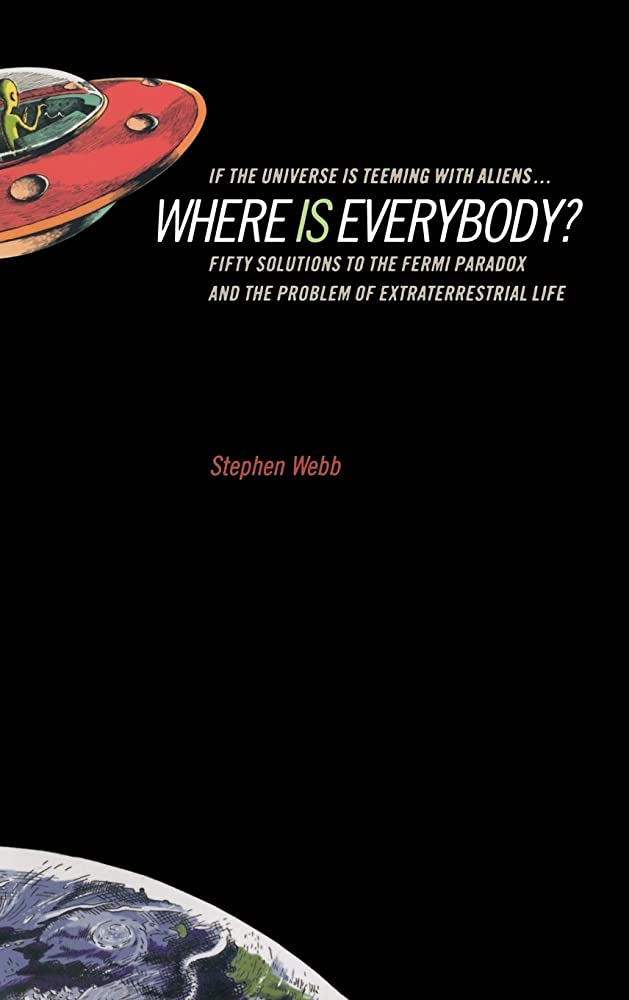 IF THE UNIVERSE IS TEEMING WITH ALIENS...
WHERE IS EVERYBODY?
FIFTY SOLUTIONS TO THE FERMI PARADOX
AND THE PROBLEM OF EXTRATERRESTRIAL LIFE
Stephen Webb